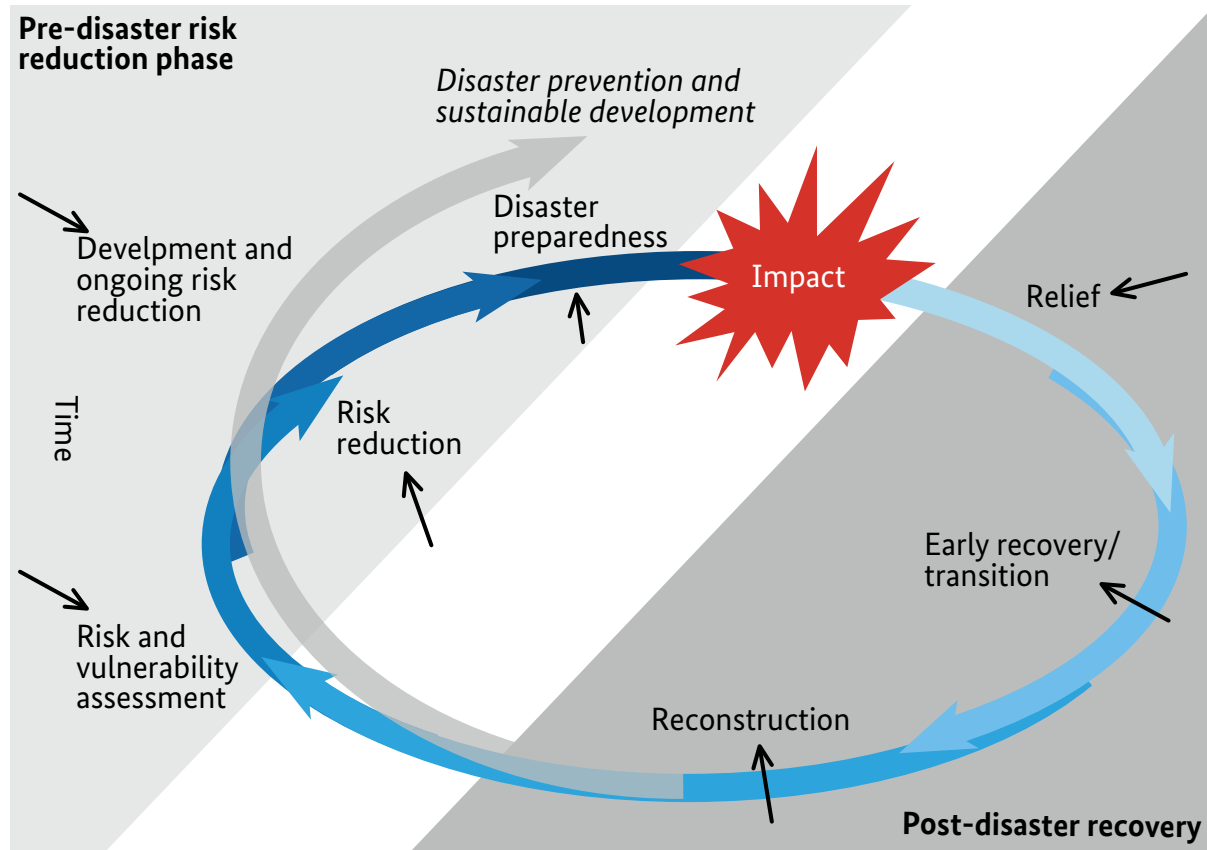 Pre-disaster risk
reduction phase
Disaster prevention and
sustainable development
Disaster
preparedness
Impact
Relief
Develpment and
ongoing risk
reduction
Time
Risk
reduction
Early recovery/
transition
Risk and
vulnerability
assessment
Reconstruction
Post-disaster recovery